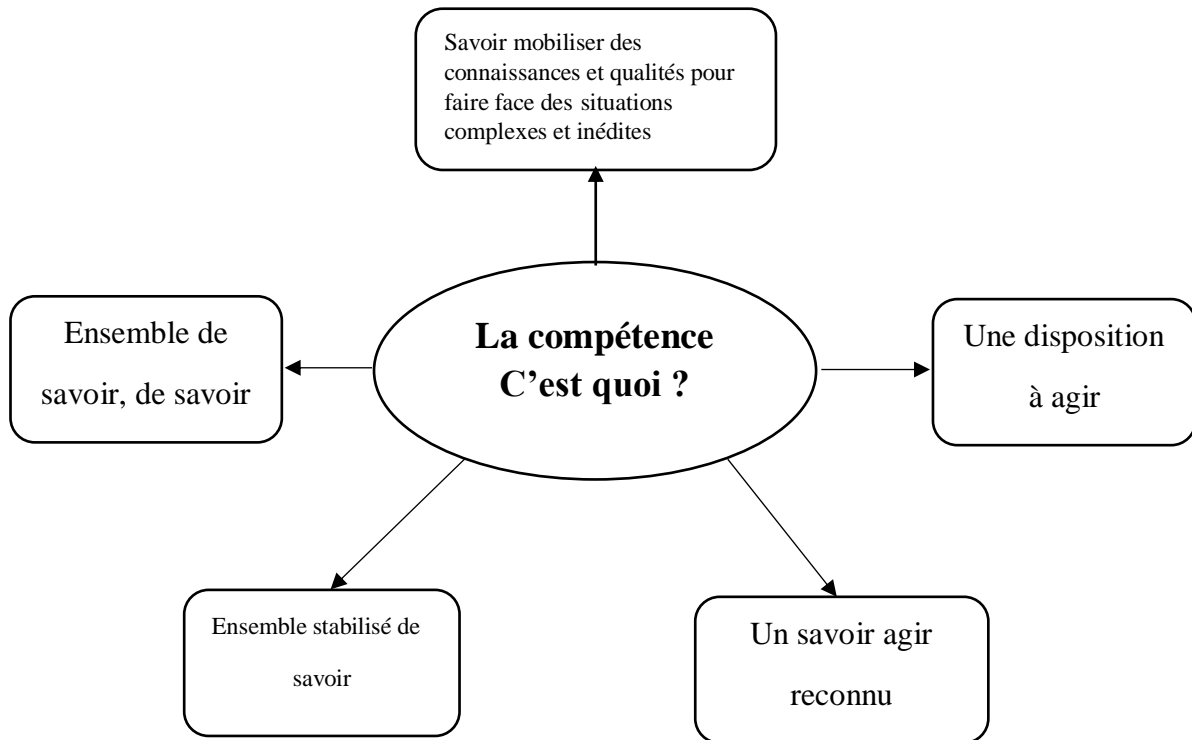 Savoir mobiliser des
connaissances et qualités pour
faire face des situations
complexes et inédites
La compétence
C’est quoi ?
Ensemble de
savoir, de savoir
Une disposition
à agir
Ensemble stabilisé de
savoir
Un savoir agir
reconnu